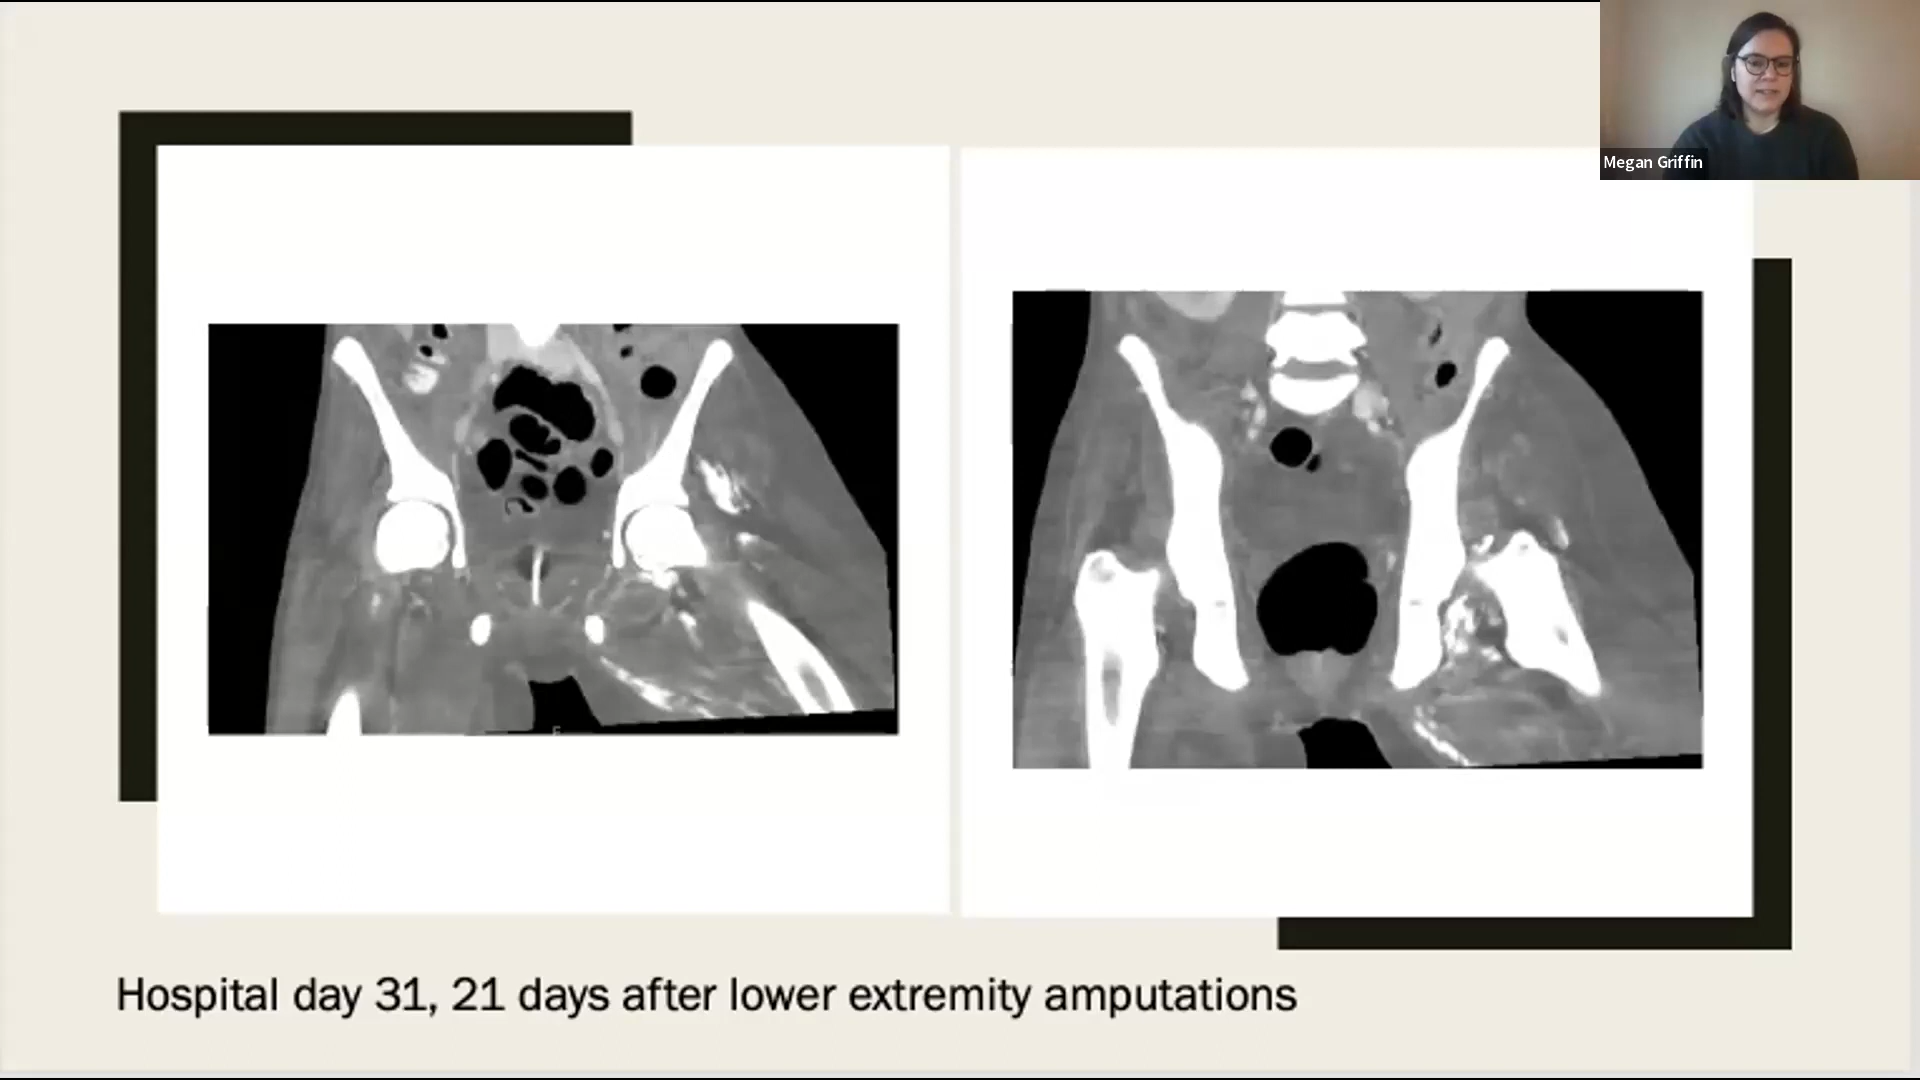 Megan Griffin
Hospital day 31, 21 days after lower extremity amputations